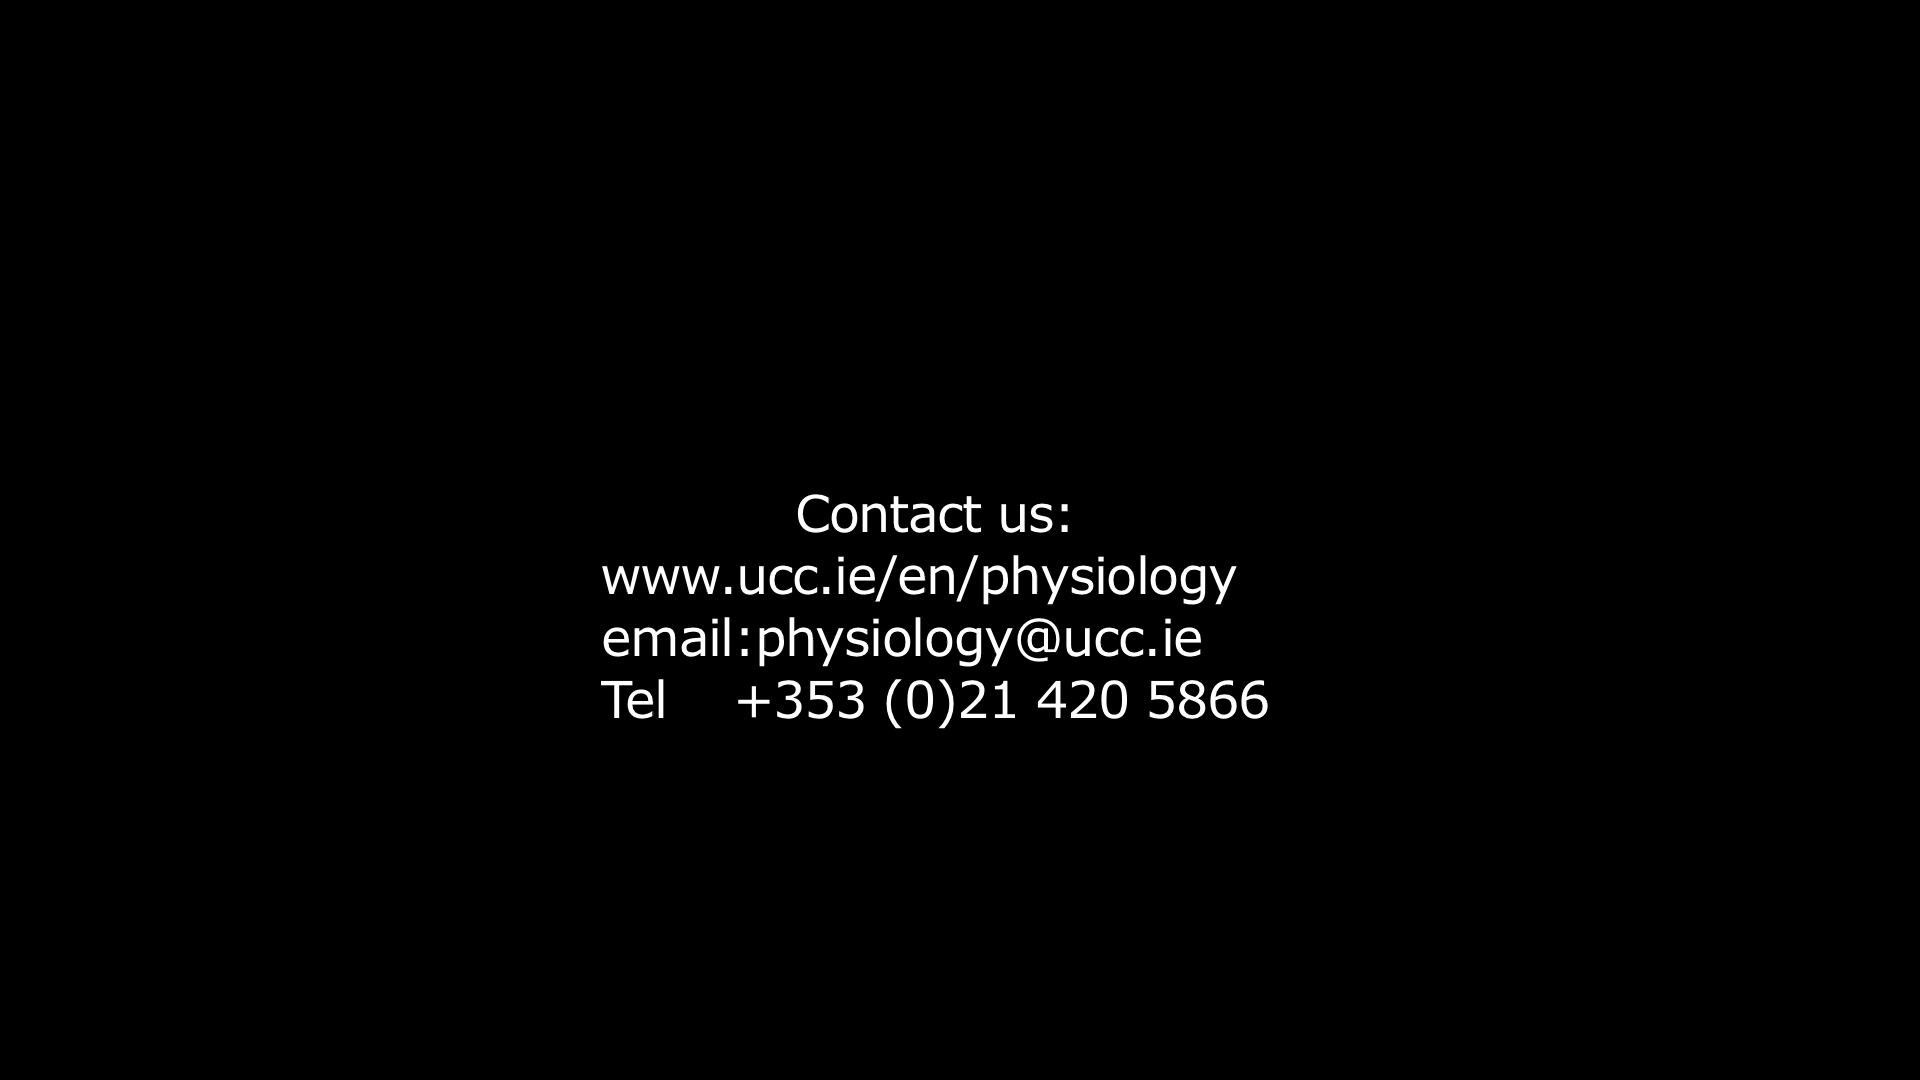 Contact us:
www.ucc.ie/en/physiology
email:physiology@ucc.ie
Tel    +353 (0)21 420 5866